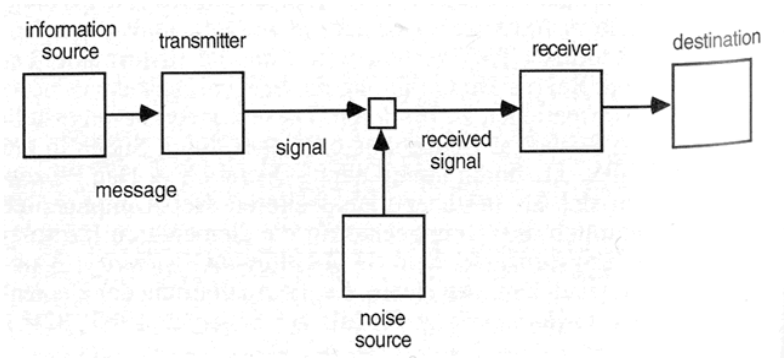 information
source
transmitter
receiver
destination
signal
received
signal
message
noise
source